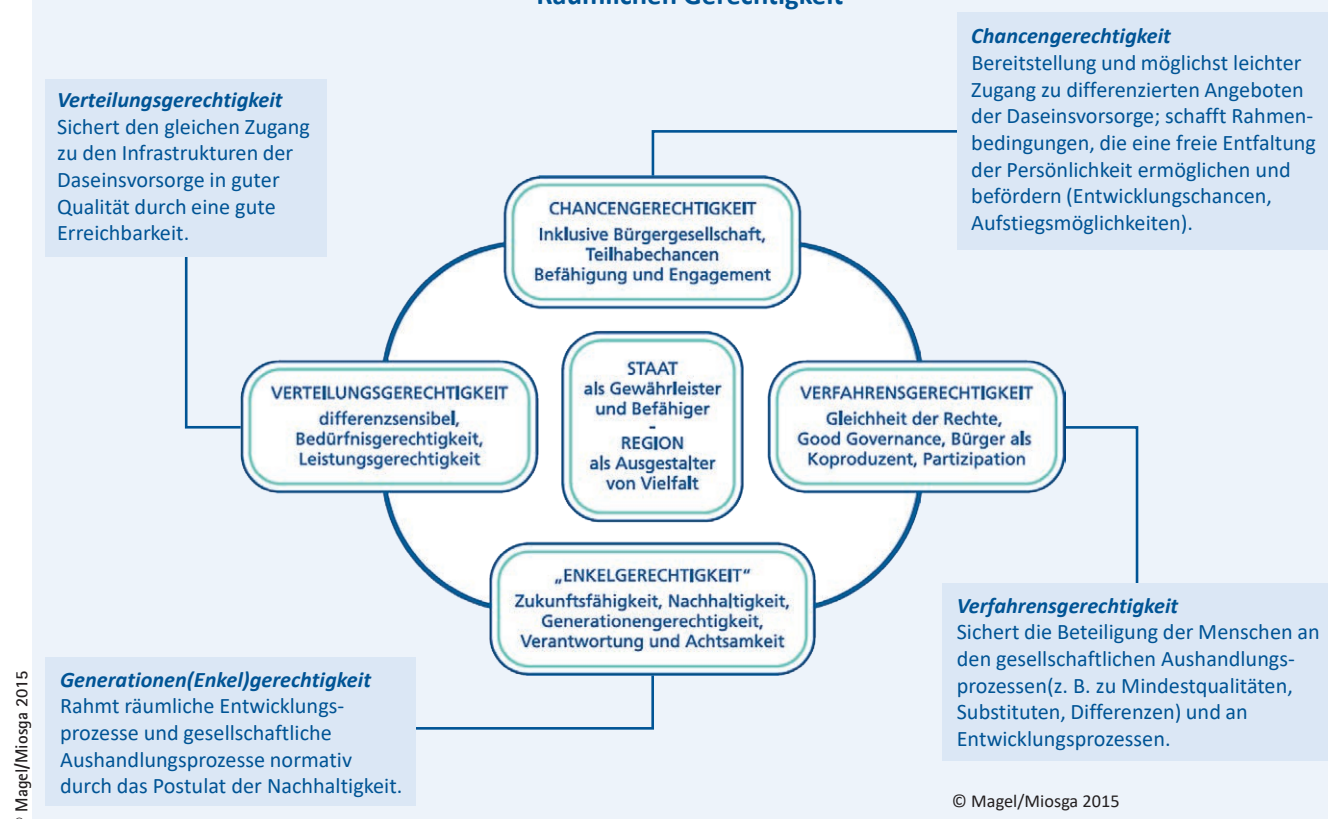 Räumlichen Gerechtigkeit
Verteilungsgerechtigkeit
Sichert den gleichen Zugang
zu den Infrastrukturen der
Daseinsvorsorge in guter
Qualität durch eine gute
Erreichbarkeit.
Chancengerechtigkeit
Bereitstellung und möglichst leichter
Zugang zu differenzierten Angeboten
der Daseinsvorsorge; schafft Rahmen-
bedingungen, die eine freie Entfaltung
der Persönlichkeit ermöglichen und
befördern (Entwicklungschancen,
Aufstiegsmöglichkeiten).
CHANCENGERECHTIGKEIT
Inklusive Bürgergesellschaft,
Teilhabechancen
Befähigung und Engagement
VERTEILUNGSGERECHTIGKEIT
differenzsensibel,
Bedürfnisgerechtigkeit,
Leistungsgerechtigkeit
STAAT
als Gewährleister
und Befähiger
-
REGION
als Ausgestalter
von Vielfalt
VERFAHRENSGERECHTIGKEIT
Gleichheit der Rechte,
Good Governance, Bürger als
Koproduzent, Partizipation
„ENKELGERECHTIGKEIT“
Zukunftsfähigkeit, Nachhaltigkeit,
Generationengerechtigkeit,
Verantwortung und Achtsamkeit
Generationen(Enkel)gerechtigkeit
Rahmt räumliche Entwicklungs-
prozesse und gesellschaftliche
Aushandlungsprozesse normativ
durch das Postulat der Nachhaltigkeit.
Verfahrensgerechtigkeit
Sichert die Beteiligung der Menschen an
den gesellschaftlichen Aushandlungs-
prozessen(z. B. zu Mindestqualitäten,
Substituten, Differenzen) und an
Entwicklungsprozessen.
© Magel/Miosga 2015
© Magel/Miosga 2015